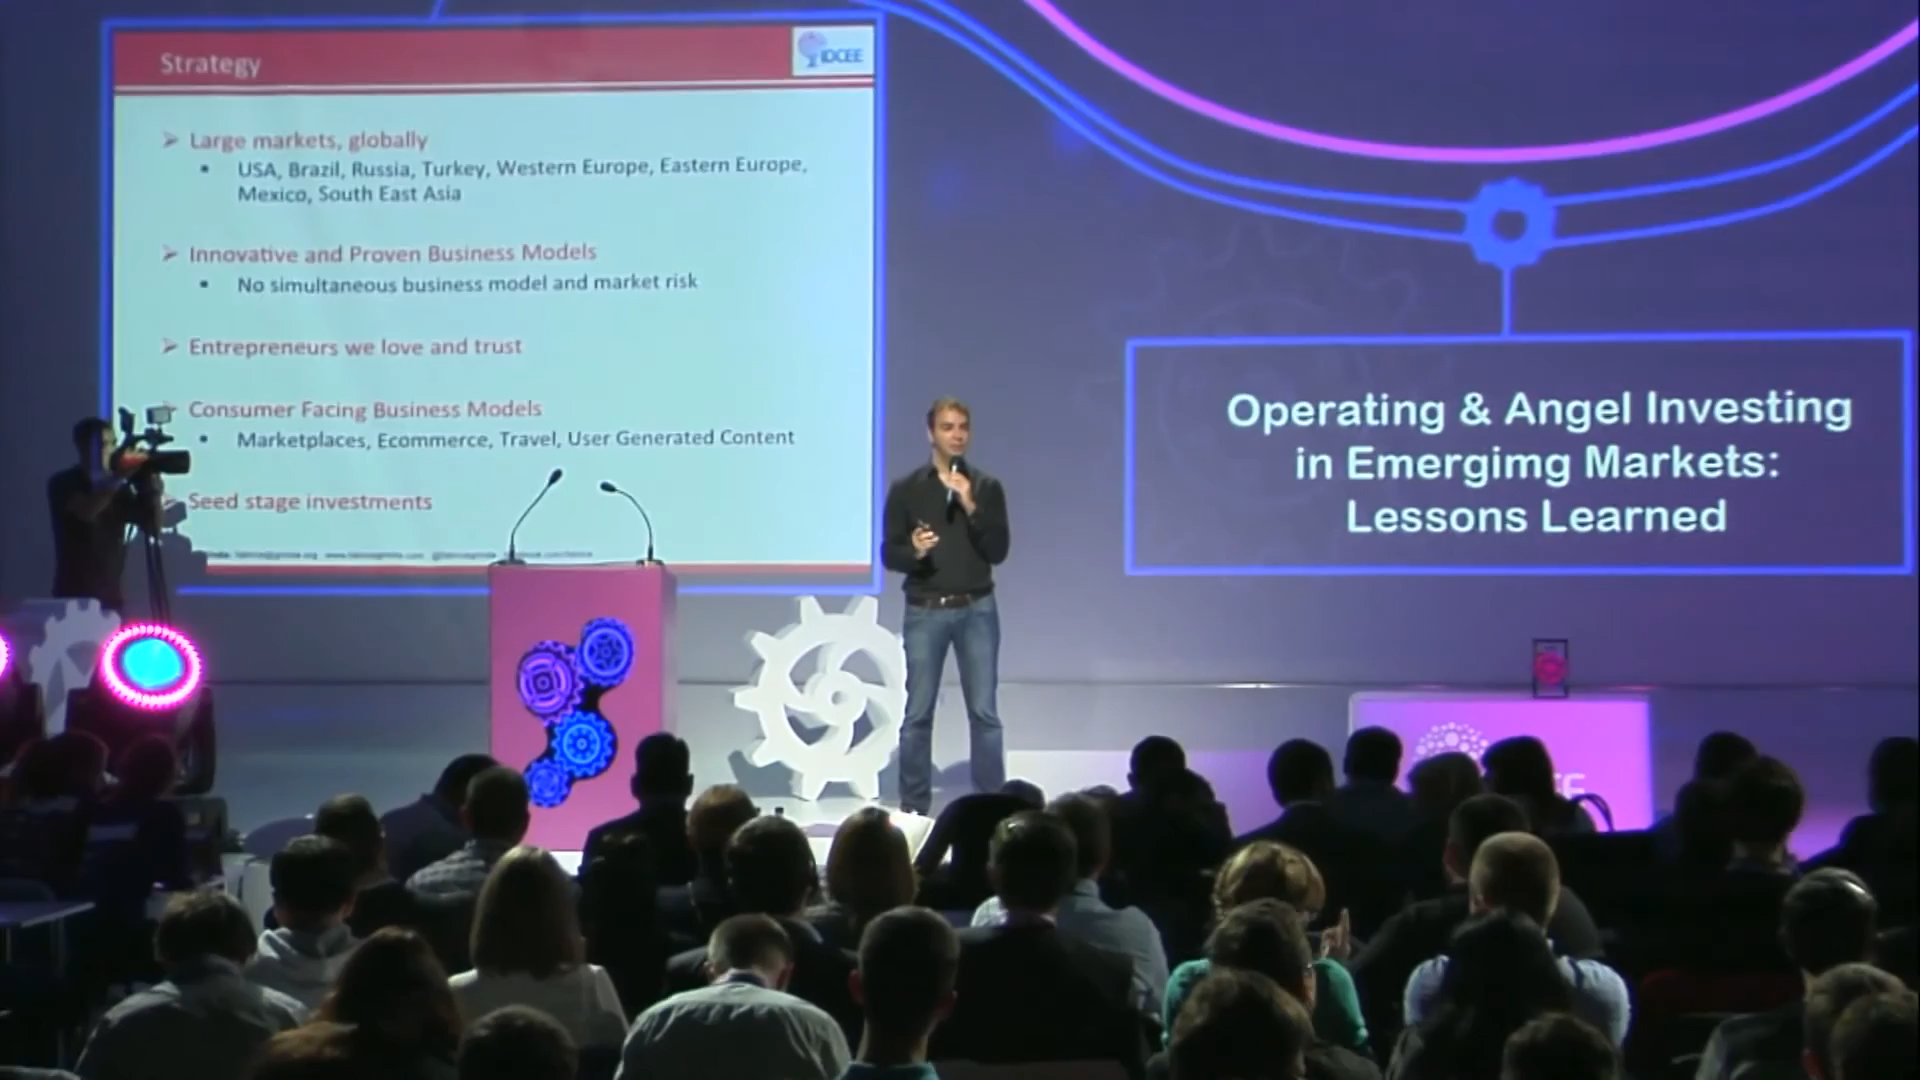 Strategy
IDCEE
➢ Large markets, globally
• USA, Brazil, Russia, Turkey, Western Europe, Eastern Europe,
Mexico, South East Asia
➢ Innovative and Proven Business Models
• No simultaneous business model and market risk
➢ Entrepreneurs we love and trust
Consumer Facing Business Models
• Marketplaces, Ecommerce, Travel, User Generated Content
Seed stage investments
Operating & Angel Investing
in Emergimg Markets:
Lessons Learned